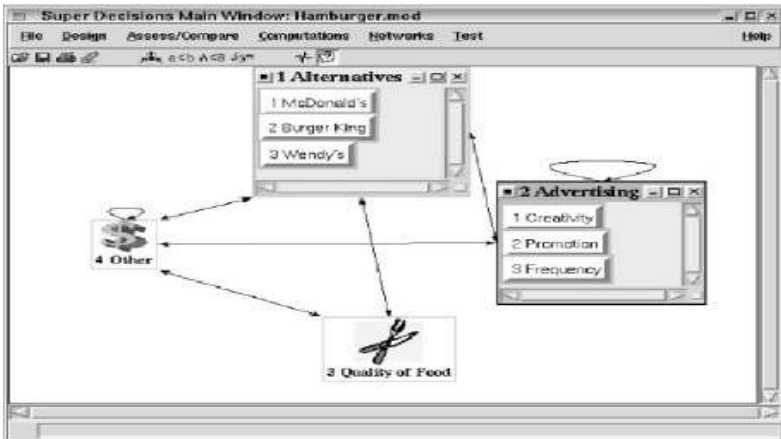 Super Decisions Main Window: Hamburger.mod
File Design Assess/Compare Computations Networks Test Help
1 Alternatives
1 McDonald's
2 Burger King
3 Wendy's
2 Advertising
1 Creativity
2 Promotion
3 Frequency
4 Other
3 Quality of Food